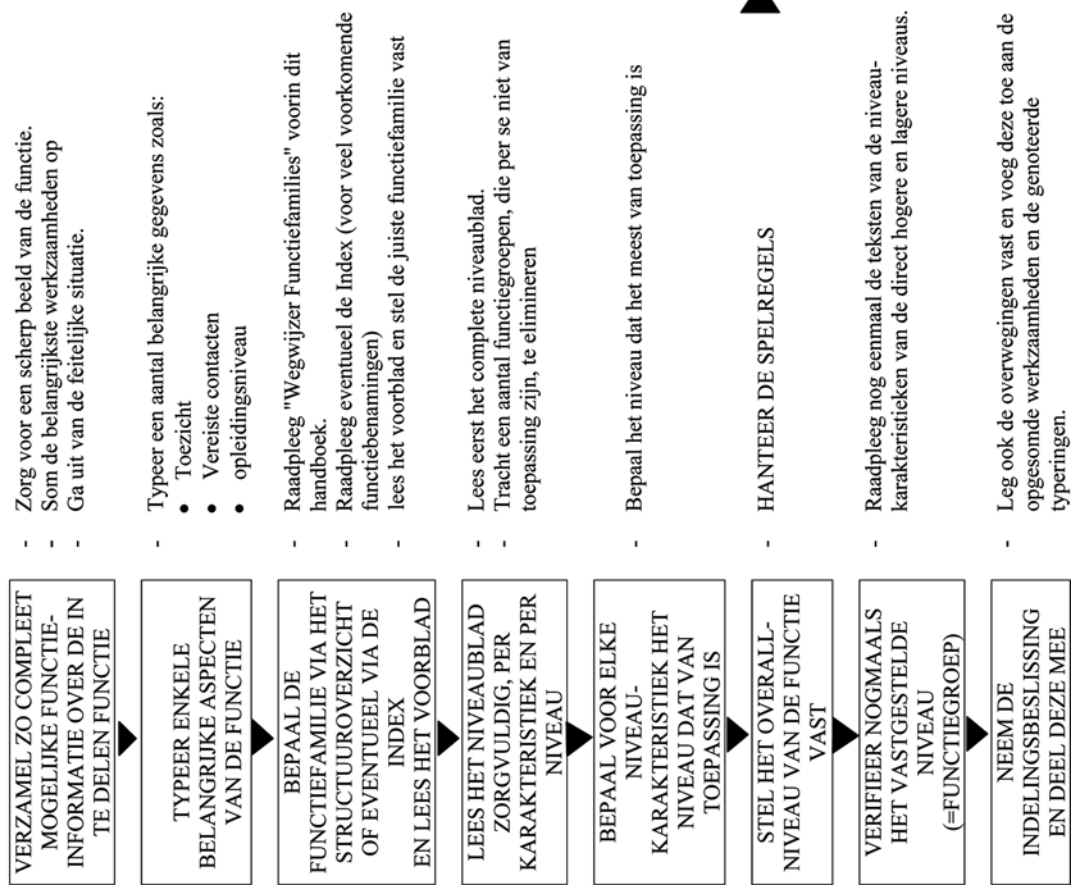 VERZAMEL ZO COMPLEET
MOGELIJKE FUNCTIE-
INFORMATIE OVER DE IN
TE DELEN FUNCTIE
- Zorg voor een scherp beeld van de functie.
- Som de belangrijkste werkzaamheden op
- Ga uit van de feitelijke situatie.
TYPEER ENKELE
BELANGRIJKE ASPECTEN
VAN DE FUNCTIE
- Typeer een aantal belangrijke gegevens zoals:
• Toezicht
• Vereiste contacten
• opleidingsniveau
BEPAAL DE
FUNCTIEFAMILIE VIA HET
STRUCTUUROVERZICHT
OF EVENTUEEL VIA DE
INDEX
EN LEES HET VOORBLAD
- Raadpleeg "Wegwijzer Functiefamilies" voorin dit
handboek.
- Raadpleeg eventueel de Index (voor veel voorkomende
functiebenamingen)
- lees het voorblad en stel de juiste functiefamilie vast
LEES HET NIVEAUBLAD
ZORGVULDIG, PER
KARAKTERISTIEK EN PER
NIVEAU
- Lees eerst het complete niveaublad.
- Tracht een aantal functiegroepen, die per se niet van
toepassing zijn, te elimineren
BEPAAL VOOR ELKE
NIVEAU-
KARAKTERISTIEK HET
NIVEAU DAT VAN
TOEPASSING IS
- Bepaal het niveau dat het meest van toepassing is
STEL HET OVERALL-
NIVEAU VAN DE FUNCTIE
VAST
- HANTEER DE SPELREGELS
VERIFIEER NOGMAALS
HET VASTGESTELDE
NIVEAU
(=FUNCTIEGROEP)
- Raadpleeg nog eenmaal de teksten van de niveau-
karakteristieken van de direct hogere en lagere niveaus.
NEEM DE
INDELINGSBESLISSING
EN DEEL DEZE MEE
- Leg ook de overwegingen vast en voeg deze toe aan de
opgesomde werkzaamheden en de genoteerde
typeringen.